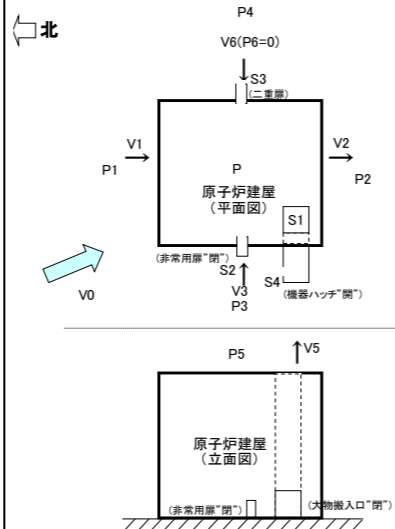 P4
北
V6(P6=0)
S3
(二重扉)
V1
V2
P1
P
P2
原子炉建屋
(平面図)
S1
(非常用扉"閉")
S2
S4
V0
V3
(機器ハッチ"開")
P3
P5
V5
原子炉建屋
(立面図)
(非常用扉"閉")
(大物搬入口"閉")